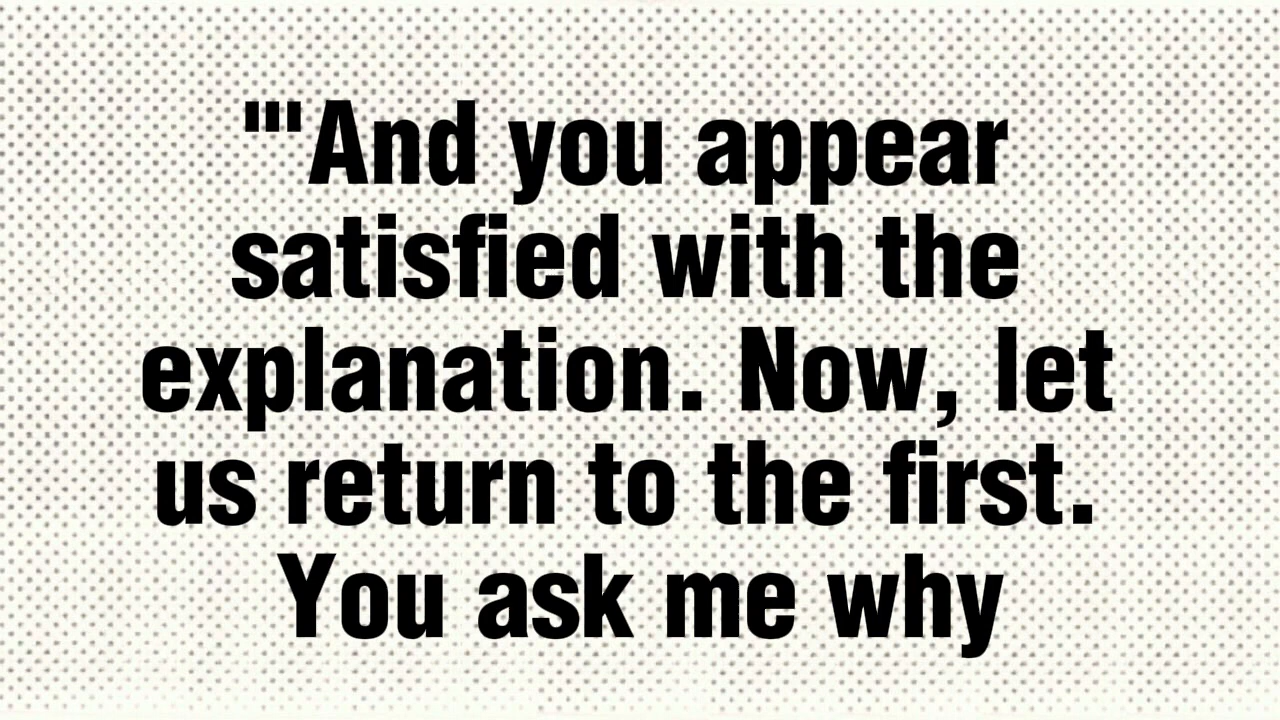 "'And you appear
satisfied with the
explanation. Now, let
us return to the first.
You ask me why